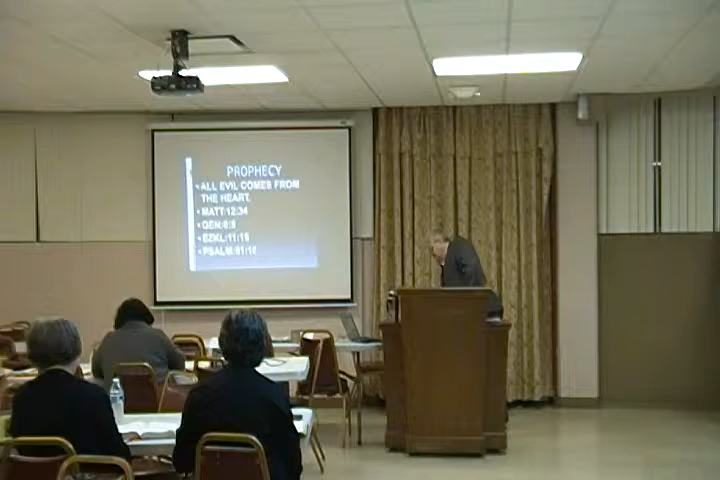 PROPHECY
• ALL EVIL COMES FROM
THE HEART.
• MATT:12:34
• GEN:6:5
• EZKL:11:19
• PSALM:51:10